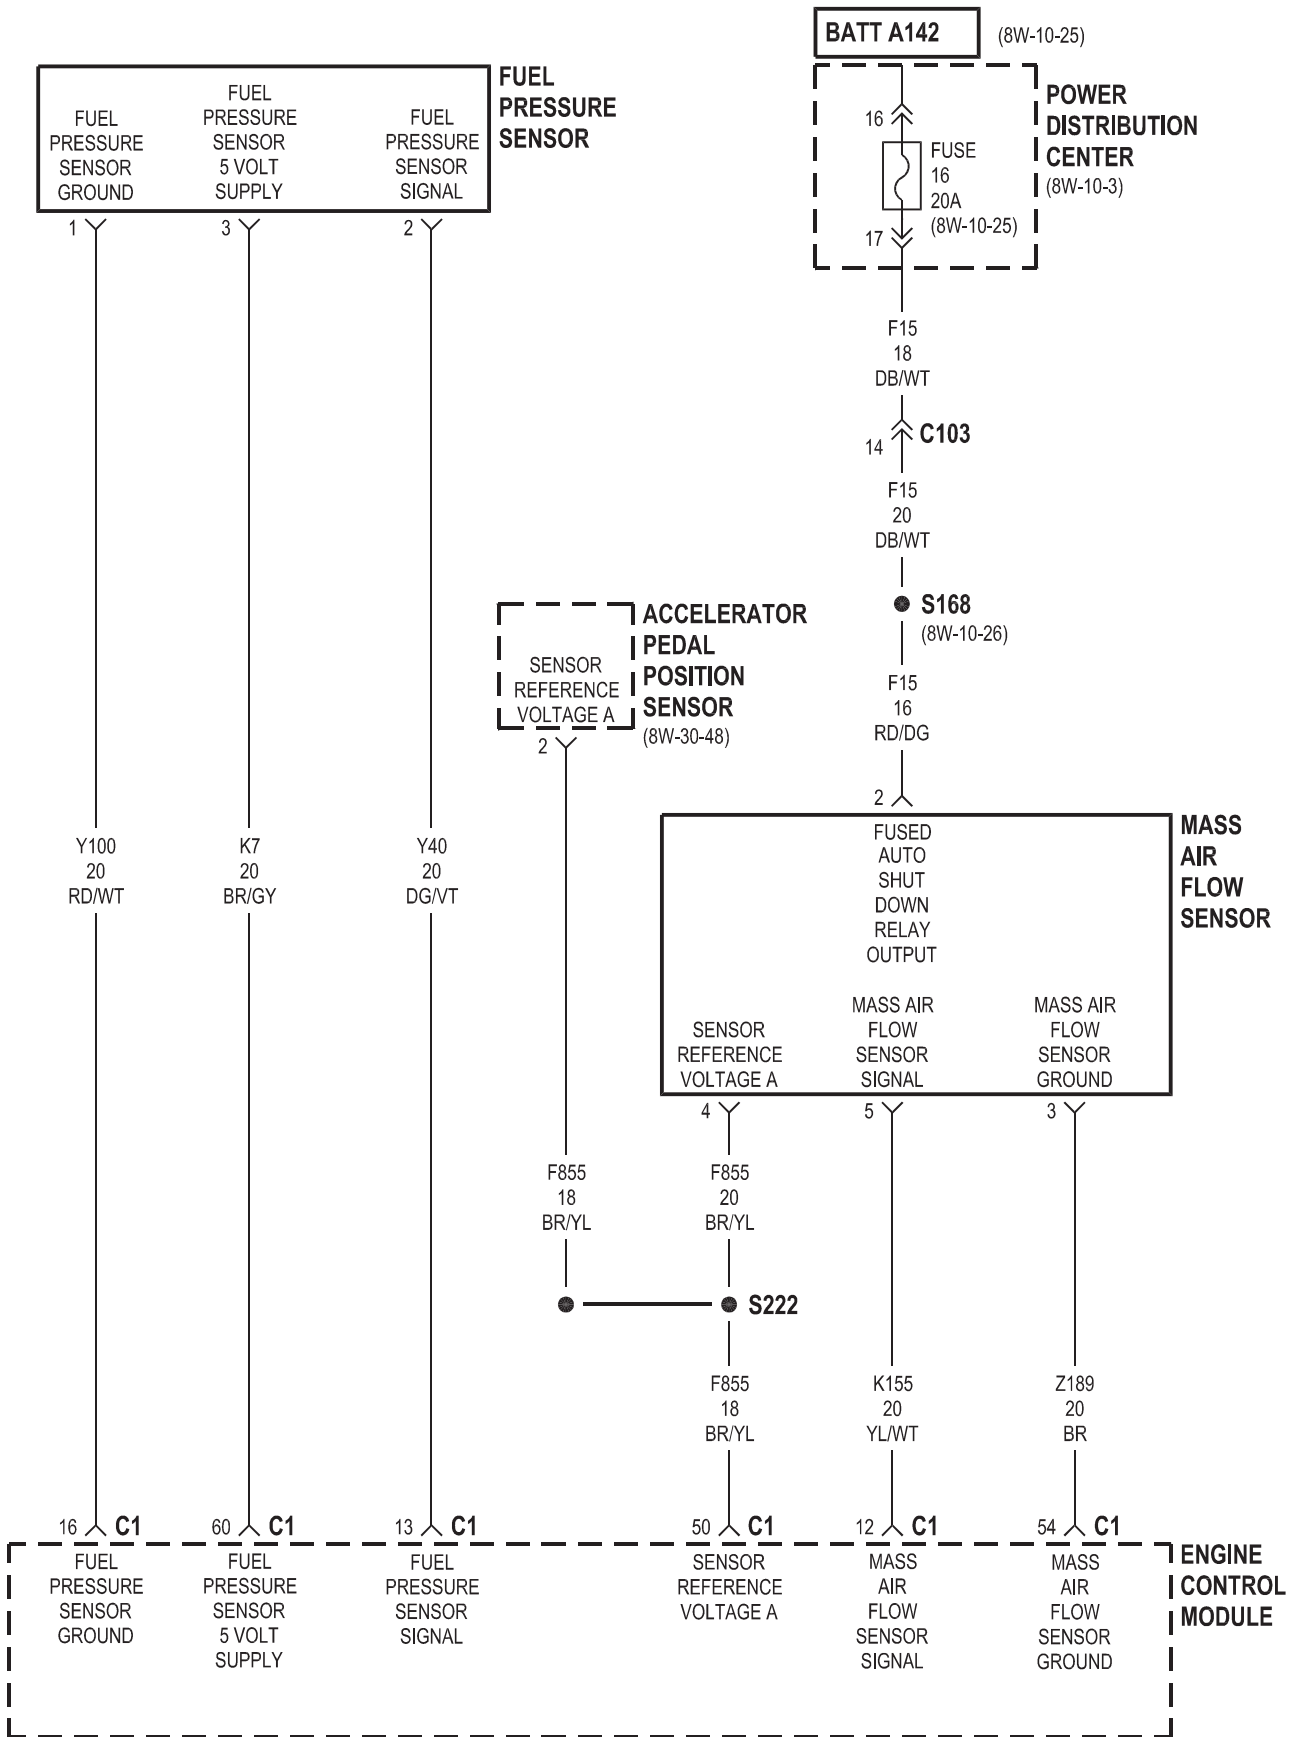 BATT A142
(8W-10-25)
FUEL
PRESSURE
SENSOR
FUEL
PRESSURE
SENSOR
GROUND
FUEL
PRESSURE
SENSOR
5 VOLT
SUPPLY
FUEL
PRESSURE
SENSOR
SIGNAL
1
3
2
POWER
DISTRIBUTION
CENTER
(8W-10-3)
16
FUSE
16
20A
(8W-10-25)
17
F15
18
DB/WT
14
C103
F15
20
DB/WT
S168
(8W-10-26)
F15
16
RD/DG
2
ACCELERATOR
PEDAL
POSITION
SENSOR
(8W-30-48)
SENSOR
REFERENCE
VOLTAGE A
2
MASS
AIR
FLOW
SENSOR
FUSED
AUTO
SHUT
DOWN
RELAY
OUTPUT
SENSOR
REFERENCE
VOLTAGE A
MASS AIR
FLOW
SENSOR
SIGNAL
MASS AIR
FLOW
SENSOR
GROUND
4
5
3
Y100
20
RD/WT
K7
20
BR/GY
Y40
20
DG/VT
F855
18
BR/YL
F855
20
BR/YL
S222
F855
18
BR/YL
K155
20
YL/WT
Z189
20
BR
16 C1
60 C1
13 C1
50 C1
12 C1
54 C1
FUEL
PRESSURE
SENSOR
GROUND
FUEL
PRESSURE
SENSOR
5 VOLT
SUPPLY
FUEL
PRESSURE
SENSOR
SIGNAL
SENSOR
REFERENCE
VOLTAGE A
MASS
AIR
FLOW
SENSOR
SIGNAL
MASS
AIR
FLOW
SENSOR
GROUND
ENGINE
CONTROL
MODULE